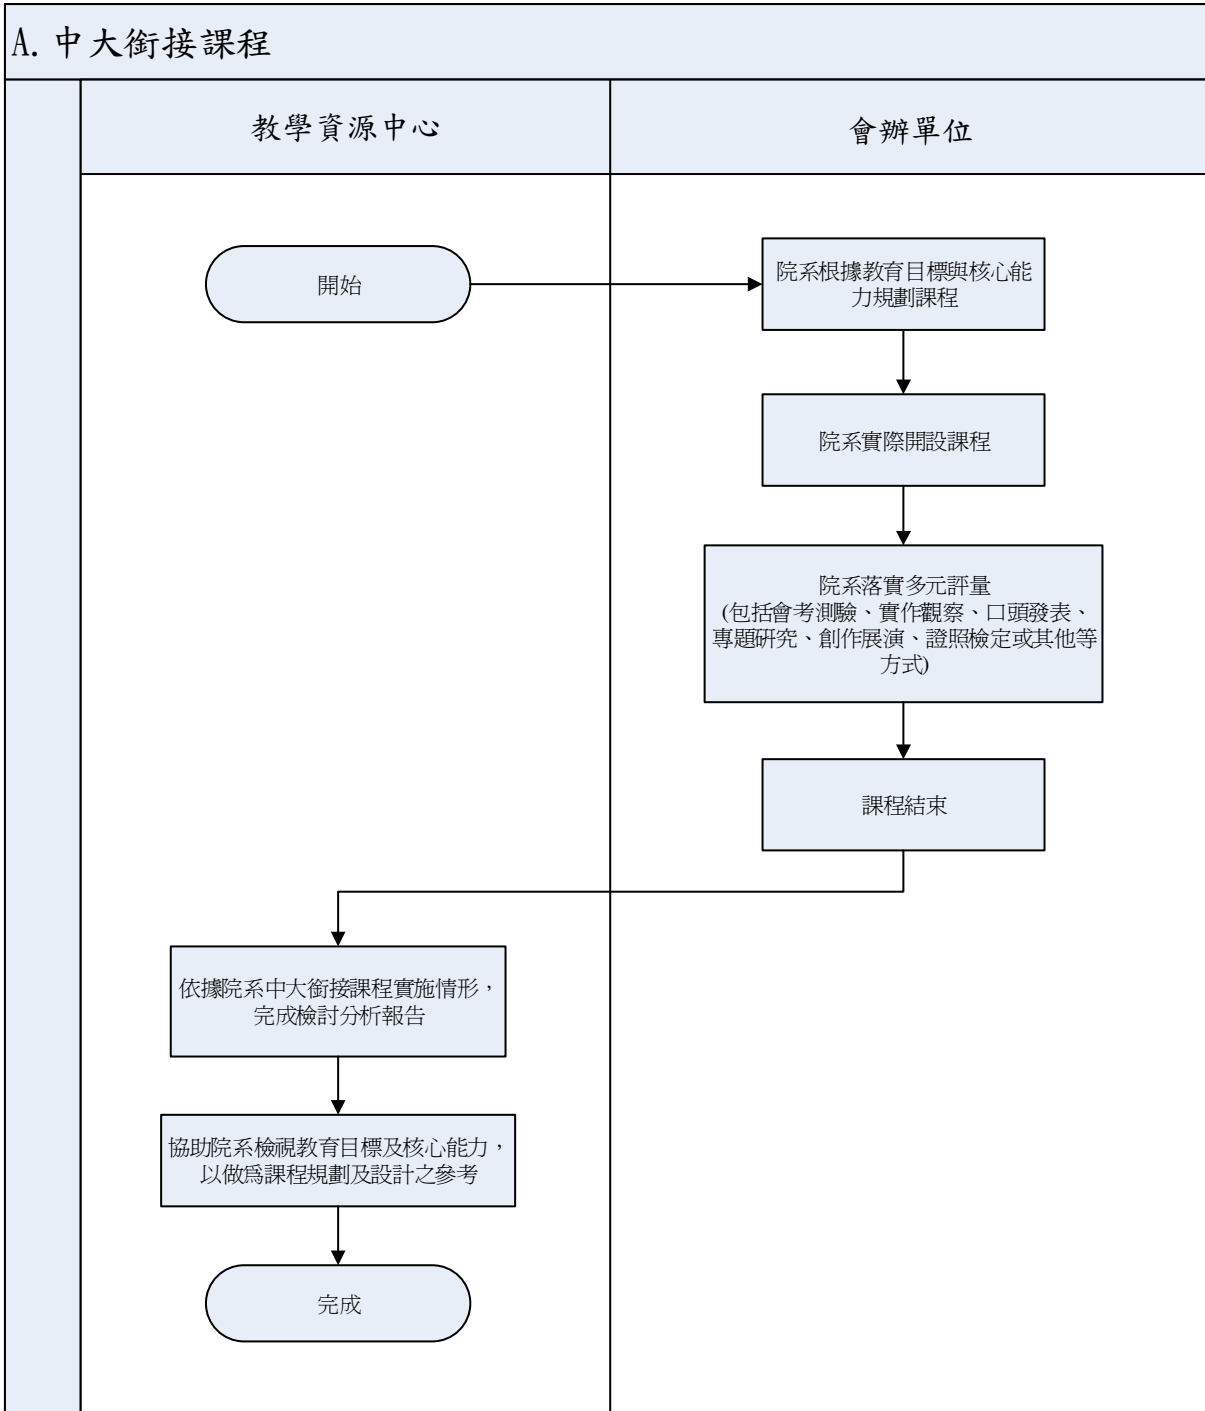 A. 中大銜接課程
教學資源中心
會辦單位
開始
院系根據教育目標與核心能
力規劃課程
院系實際開設課程
院系落實多元評量
(包括會考測驗、實作觀察、口頭發表、
專題研究、創作展演、證照檢定或其他等
方式)
課程結束
依據院系中大銜接課程實施情形，
完成檢討分析報告
協助院系檢視教育目標及核心能力，
以做為課程規劃及設計之參考
完成